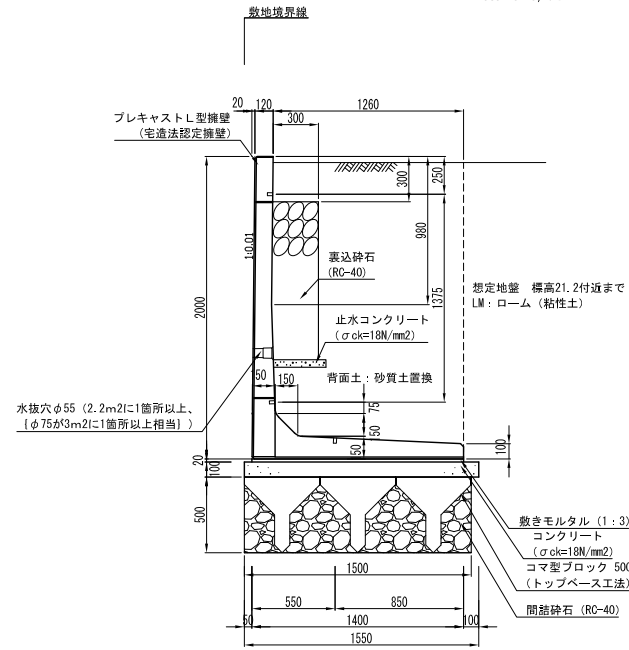 敷地境界線
20
120
1260
300
プレキャストL型擁壁
(宅造法認定擁壁)
250
300
980
1:0.01
裏込砕石
(RC-40)
1375
2000
想定地盤 標高21.2付近まで
LM:ローム(粘性土)
止水コンクリート
(σck=18N/mm2)
50
150
背面土:砂質土置換
水抜穴φ55(2.2m2に1箇所以上、
{φ75が3m2に1箇所以上相当})
75
50
50
100
20
100
500
敷きモルタル(1:3)
コンクリート
(σck=18N/mm2)
コマ型ブロック 500
(トップベース工法)
間詰砕石(RC-40)
1500
550
850
50
1400
100
1550